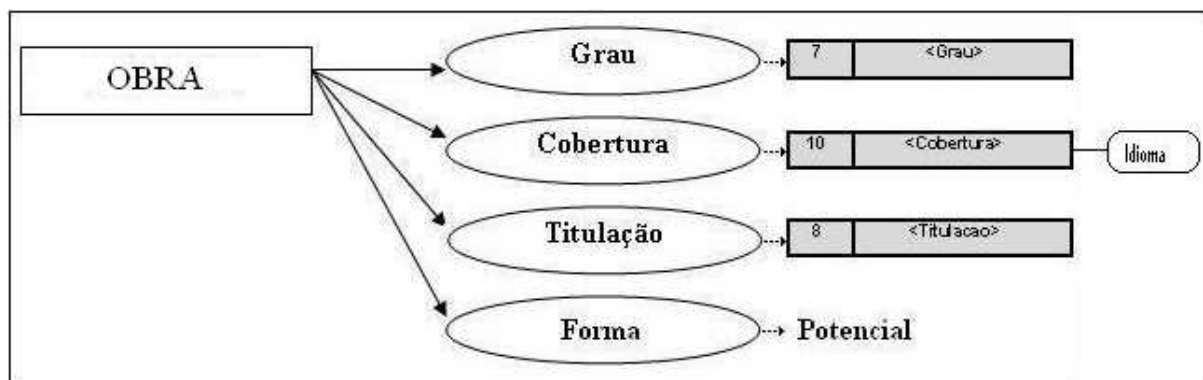 OBRA
Grau
7 <Grau>
Cobertura
10 <Cobertura>
Idioma
Titulação
8 <Titulacao>
Forma
Potencial